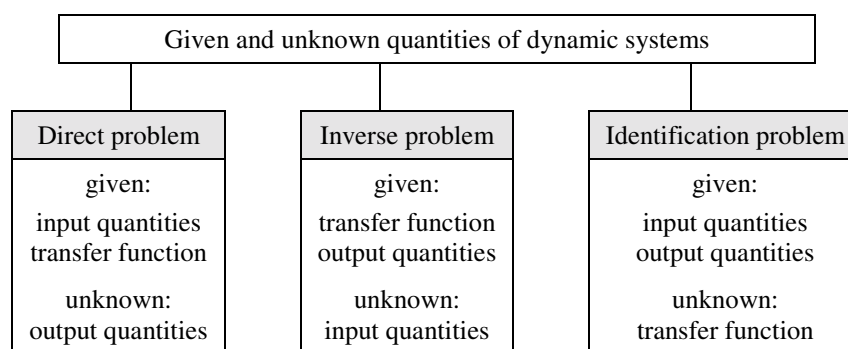 Given and unknown quantities of dynamic systems
Direct problem
given:
input quantities
transfer function
unknown:
output quantities
Inverse problem
given:
transfer function
output quantities
unknown:
input quantities
Identification problem
given:
input quantities
output quantities
unknown:
transfer function